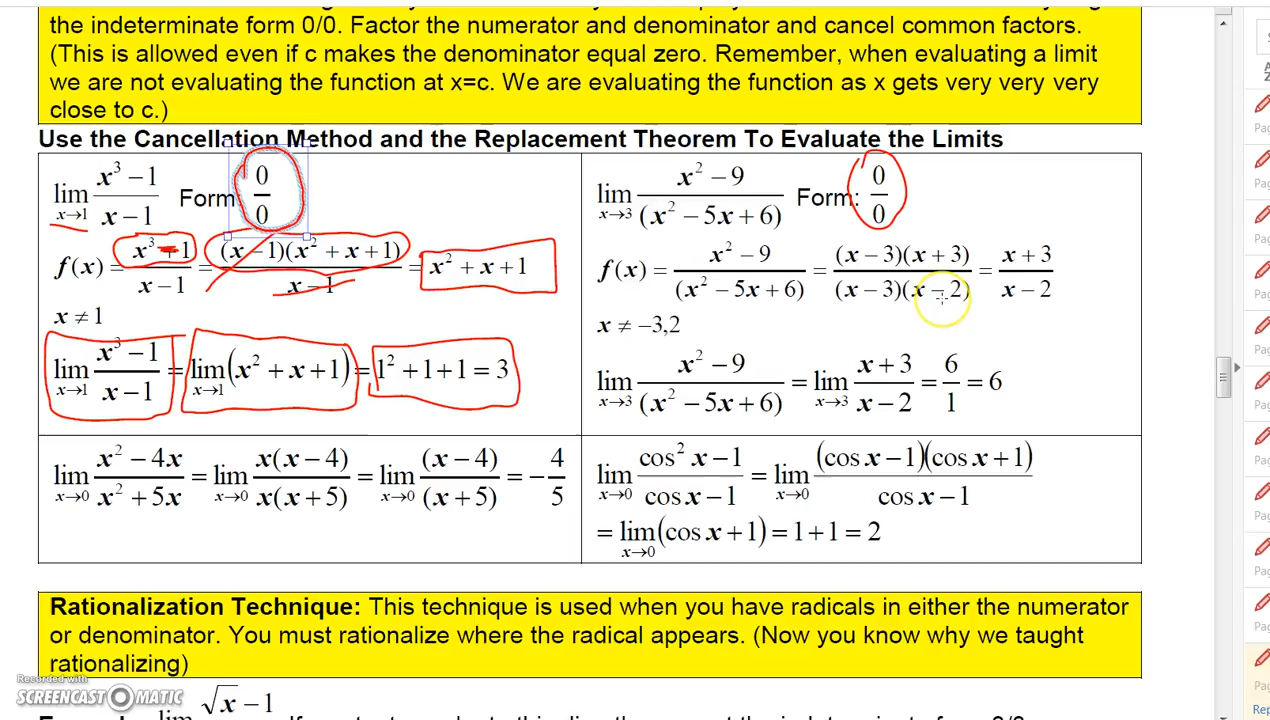 the indeterminate form 0/0. Factor the numerator and denominator and cancel common factors.
(This is allowed even if c makes the denominator equal zero. Remember, when evaluating a limit
we are not evaluating the function at x=c. We are evaluating the function as x gets very very very
close to c.)
Use the Cancellation Method and the Replacement Theorem To Evaluate the Limits
lim x→1 (x³ − 1)/(x − 1) Form: 0/0
f(x) = (x³ − 1)/(x − 1) = (x − 1)(x² + x + 1)/(x − 1) = x² + x + 1
x ≠ 1
lim x→1 (x³ − 1)/(x − 1) = lim x→1 (x² + x + 1) = 1² + 1 + 1 = 3
lim x→3 (x² − 9)/(x² − 5x + 6) Form: 0/0
f(x) = (x² − 9)/(x² − 5x + 6) = (x − 3)(x + 3)/(x − 3)(x − 2) = (x + 3)/(x − 2)
x ≠ −3,2
lim x→3 (x² − 9)/(x² − 5x + 6) = lim x→3 (x + 3)/(x − 2) = 6/1 = 6
lim x→0 (x² − 4x)/(x² + 5x) = lim x→0 x(x − 4)/x(x + 5) = lim x→0 (x − 4)/(x + 5) = −4/5
lim x→0 (cos² x − 1)/(cos x − 1) = lim x→0 (cos x − 1)(cos x + 1)/(cos x − 1)
= lim x→0 (cos x + 1) = 1 + 1 = 2
Rationalization Technique: This technique is used when you have radicals in either the numerator
or denominator. You must rationalize where the radical appears. (Now you know why we taught
rationalizing)
√x − 1
lim
Recorded with
SCREENCAST-O-MATIC